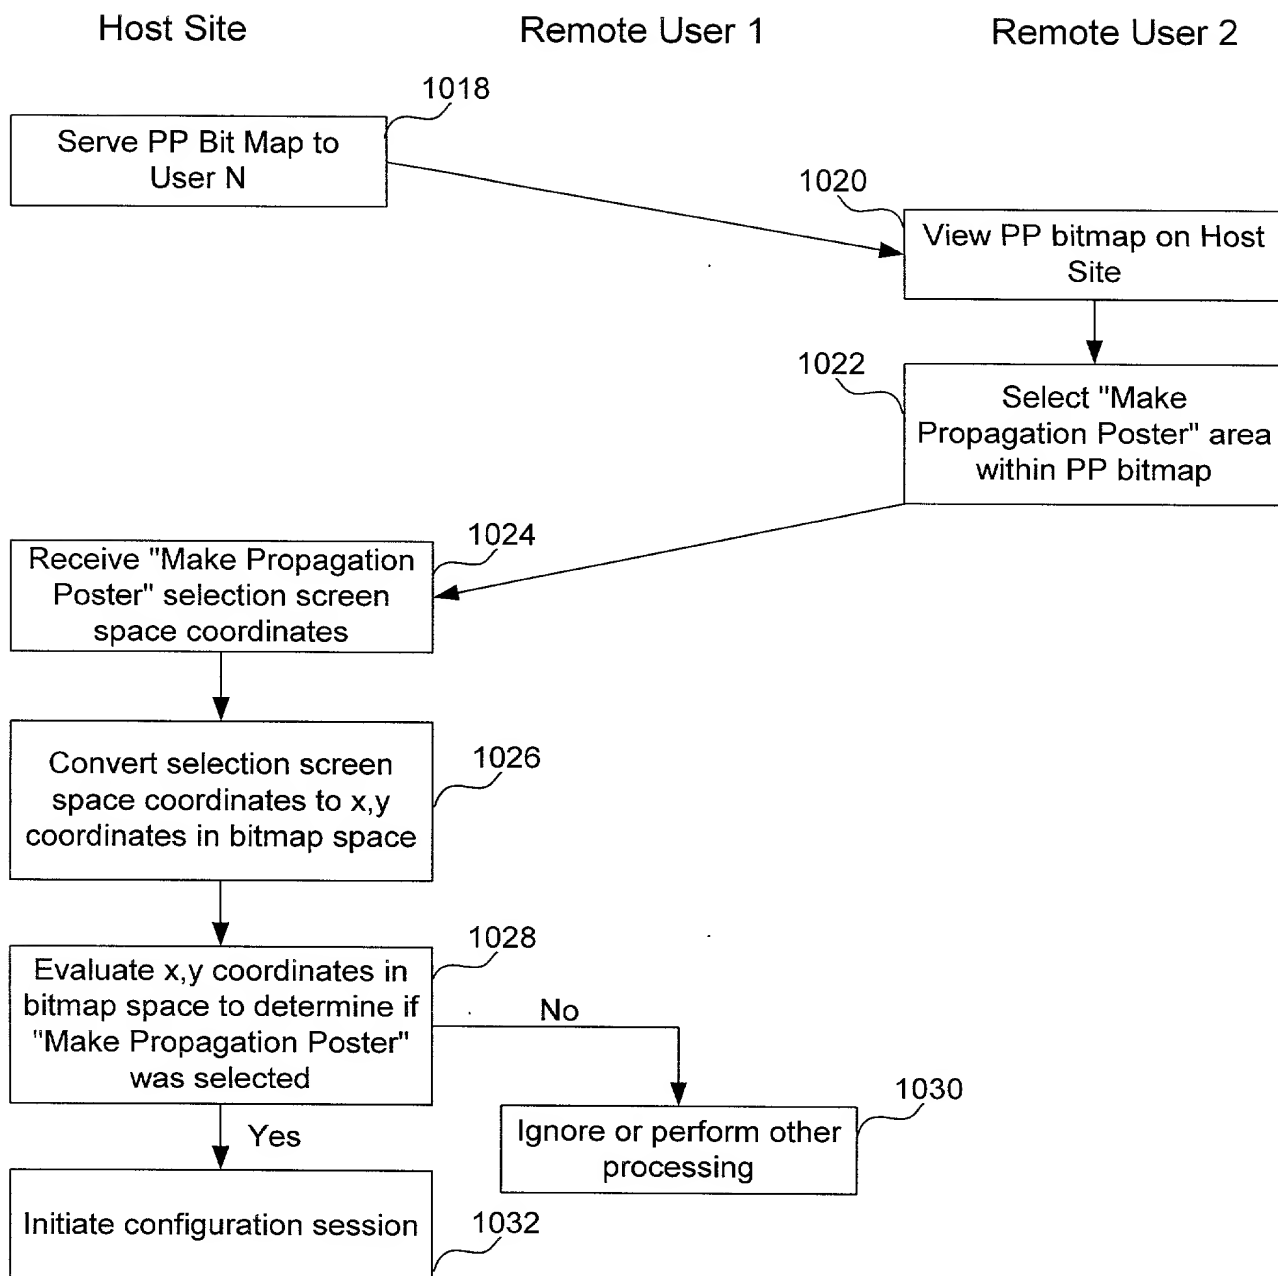 Host Site
Remote User 1
Remote User 2
1018
Serve PP Bit Map to
User N
1020
View PP bitmap on Host
Site
1022
Select "Make
Propagation Poster" area
within PP bitmap
1024
Receive "Make Propagation
Poster" selection screen
space coordinates
1026
Convert selection screen
space coordinates to x,y
coordinates in bitmap space
1028
Evaluate x,y coordinates in
bitmap space to determine if
"Make Propagation Poster"
was selected
No
1030
Ignore or perform other
processing
Yes
1032
Initiate configuration session